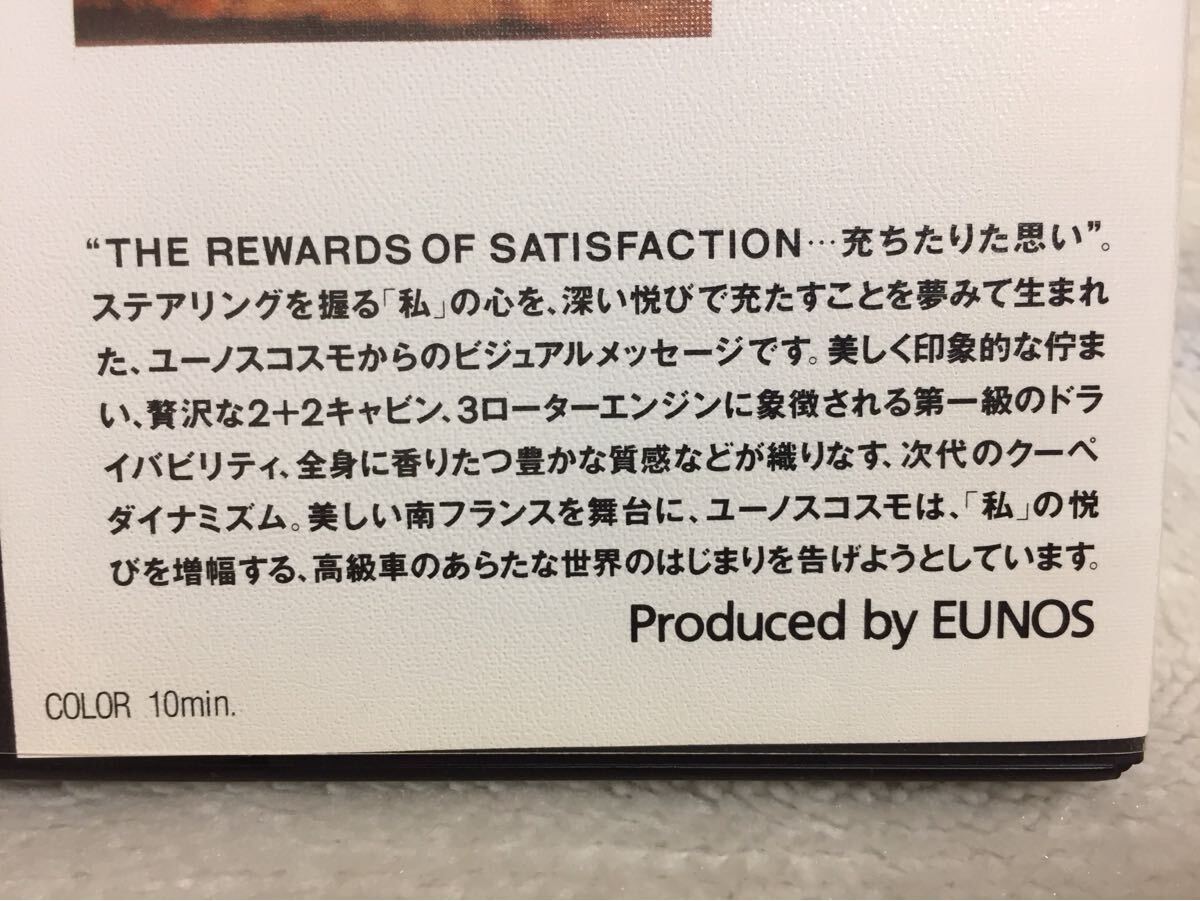 “THE REWARDS OF SATISFACTION…充ちたりた思い”。
ステアリングを握る「私」の心を、深い悦びで充たすことを夢みて生まれ
た、ユーノスコスモからのビジュアルメッセージです。美しく印象的な佇ま
い、贅沢な2+2キャビン、3ローターエンジンに象徴される第一級のドラ
イバビリティ、全身に香りたつ豊かな質感などが織りなす、次代のクーペ
ダイナミズム。美しい南フランスを舞台に、ユーノスコスモは、「私」の悦
びを増幅する、高級車のあらたな世界のはじまりを告げようとしています。
Produced by EUNOS
COLOR 10min.